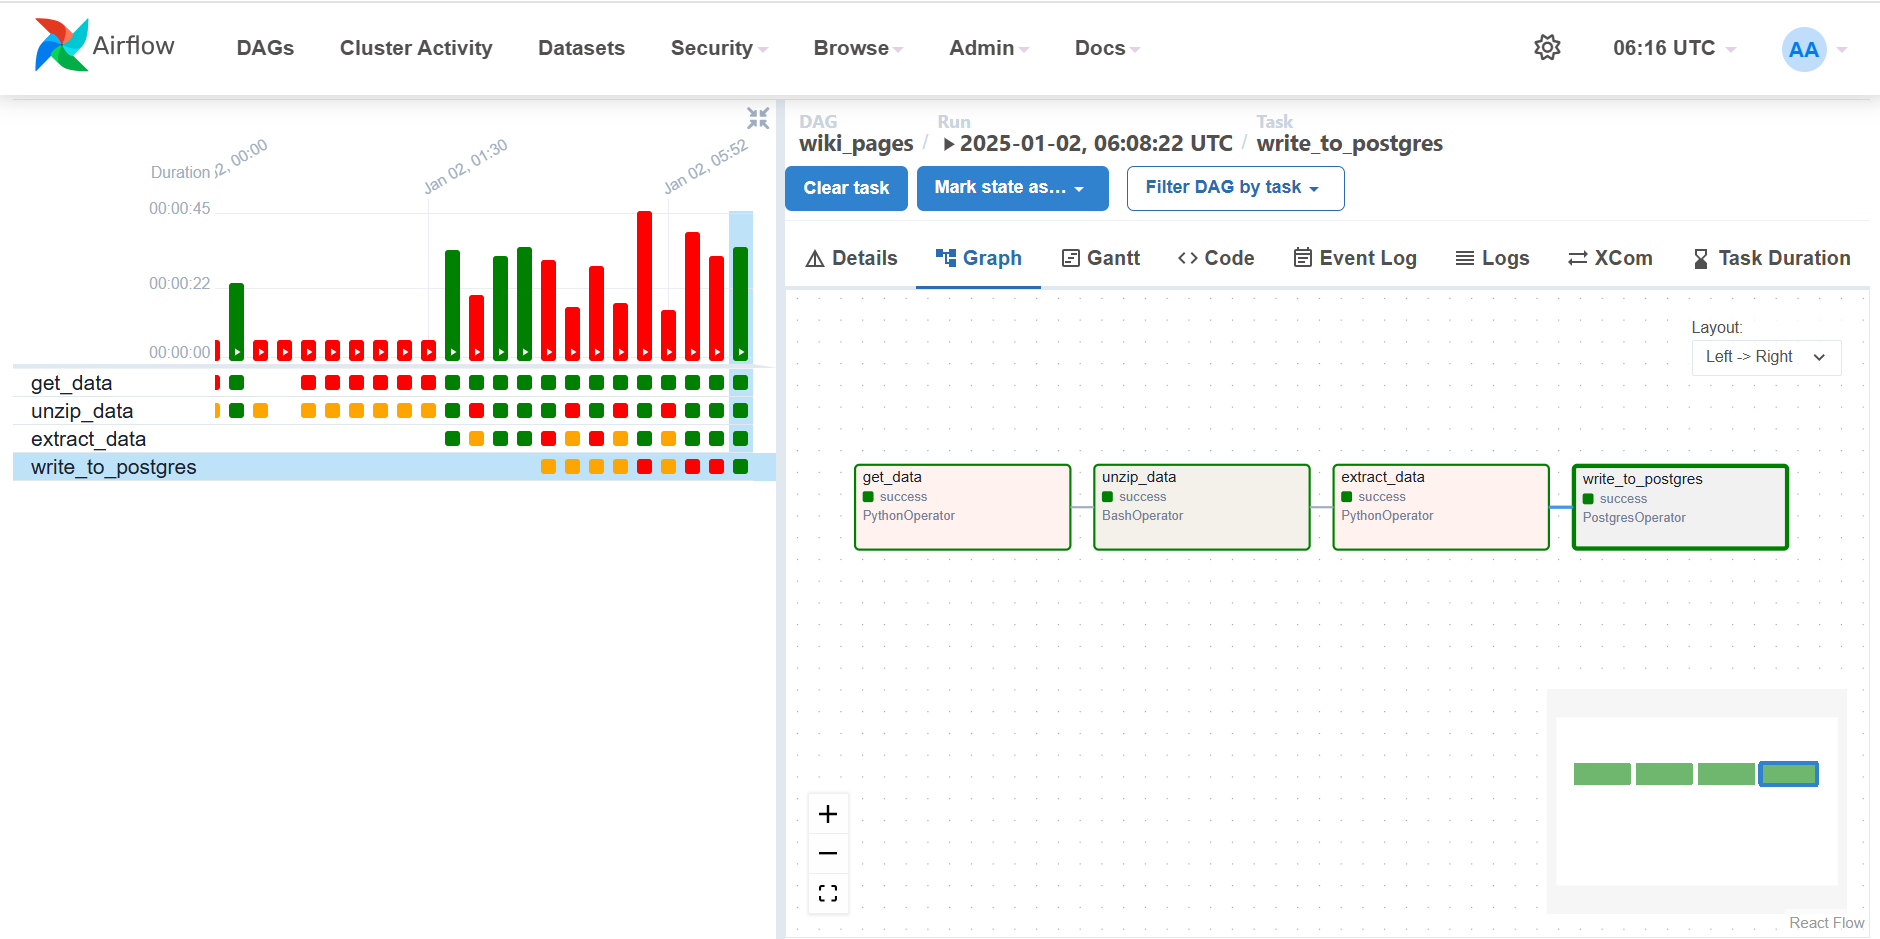 Airflow
DAGs
Cluster Activity
Datasets
Security
Browse
Admin
Docs
06:16 UTC
AA
Duration
2, 00:00
Jan 02, 01:30
Jan 02, 05:52
00:00:45
00:00:22
00:00:00
get_data
unzip_data
extract_data
write_to_postgres
DAG
wiki_pages
/
Run
2025-01-02, 06:08:22 UTC
/
Task
write_to_postgres
Clear task
Mark state as...
Filter DAG by task
Details
Graph
Gantt
Code
Event Log
Logs
XCom
Task Duration
Layout:
Left -> Right
get_data
success
PythonOperator
unzip_data
success
BashOperator
extract_data
success
PythonOperator
write_to_postgres
success
PostgresOperator
React Flow